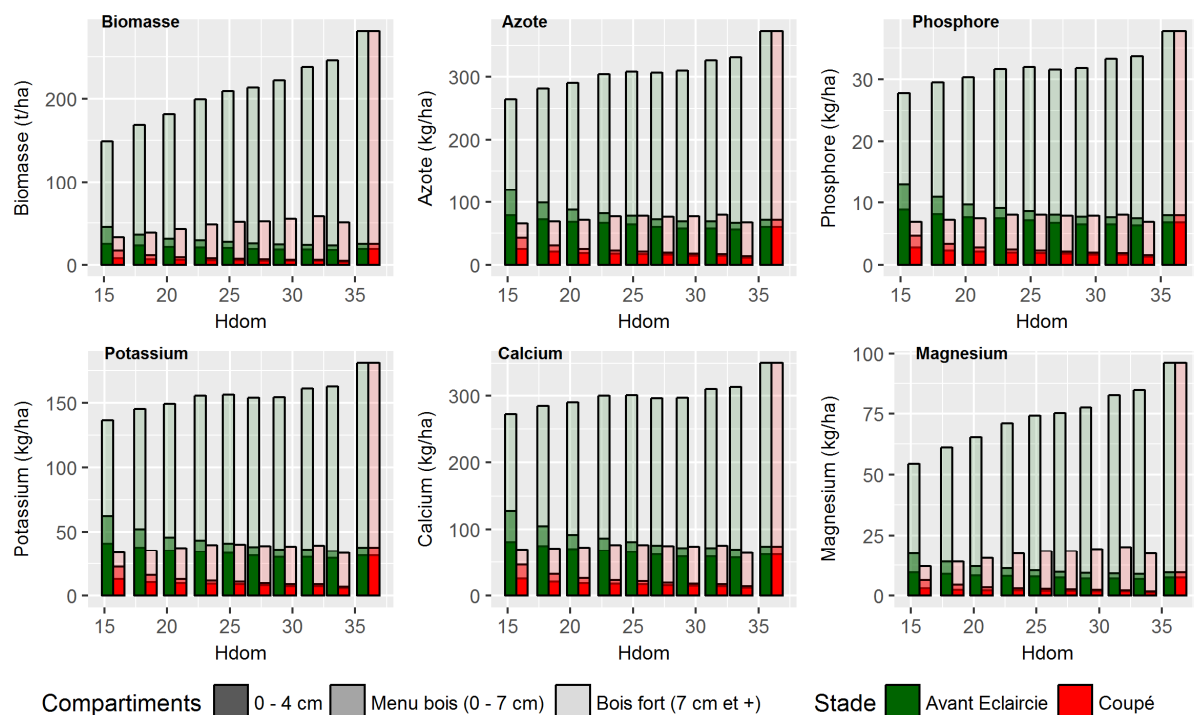 Biomasse
Biomasse (t/ha)
200
100
0
15 20 25 30 35
Hdom
Azote
Azote (kg/ha)
300
200
100
0
15 20 25 30 35
Hdom
Phosphore
Phosphore (kg/ha)
30
20
10
0
15 20 25 30 35
Hdom
Potassium
Potassium (kg/ha)
150
100
50
0
15 20 25 30 35
Hdom
Calcium
Calcium (kg/ha)
300
200
100
0
15 20 25 30 35
Hdom
Magnesium
Magnesium (kg/ha)
100
75
50
25
0
15 20 25 30 35
Hdom
Compartiments 0 - 4 cm Menu bois (0 - 7 cm) Bois fort (7 cm et +) Stade Avant Eclaircie Coupé